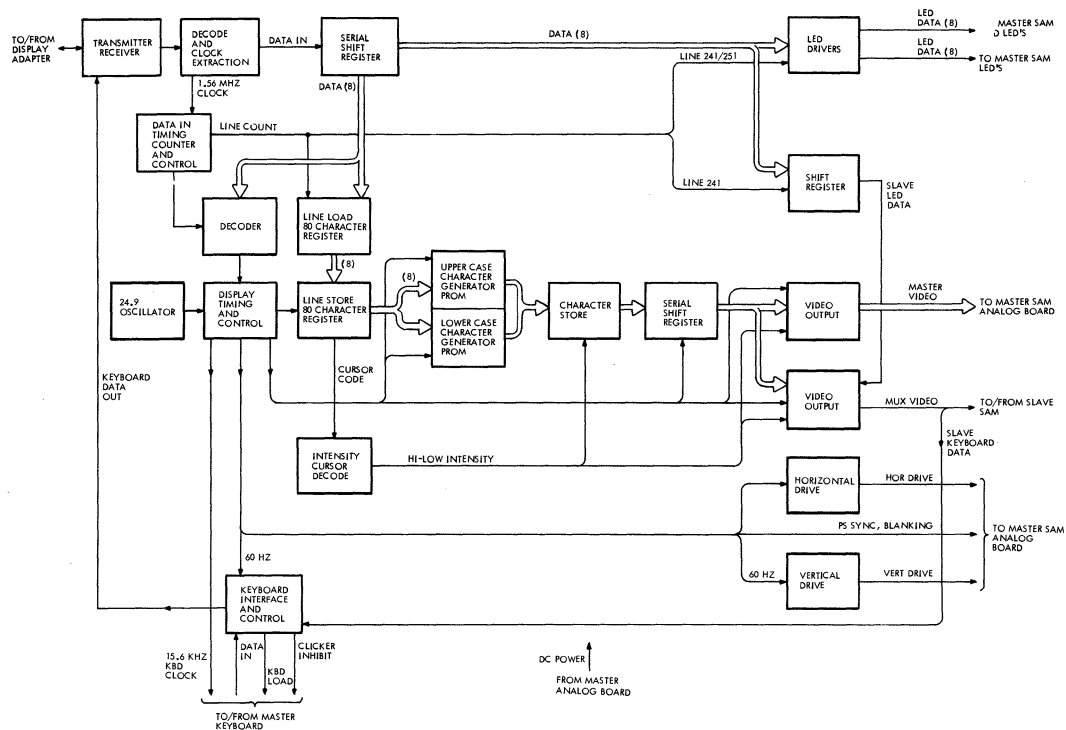 TO/FROM
DISPLAY
ADAPTER
TRANSMITTER
RECEIVER
DECODE
AND
CLOCK
EXTRACTION
DATA IN
SERIAL
SHIFT
REGISTER
DATA (8)
LED
DRIVERS
LED
DATA (8)
MASTER SAM
LED'S
LED
DATA (8)
TO MASTER SAM
LED'S
1.56 MHZ
CLOCK
DATA (8)
LINE 241/251
DATA IN
TIMING
COUNTER
AND
CONTROL
LINE COUNT
LINE 241
SHIFT
REGISTER
SLAVE
LED
DATA
DECODER
LINE LOAD
80 CHARACTER
REGISTER
(8)
24.9
OSCILLATOR
DISPLAY
TIMING
AND
CONTROL
LINE STORE
80 CHARACTER
REGISTER
(8)
UPPER CASE
CHARACTER
GENERATOR
PROM
LOWER CASE
CHARACTER
GENERATOR
PROM
CHARACTER
STORE
SERIAL
SHIFT
REGISTER
VIDEO
OUTPUT
MASTER
VIDEO
TO MASTER SAM
ANALOG BOARD
KEYBOARD
DATA
OUT
CURSOR
CODE
VIDEO
OUTPUT
MUX VIDEO
TO/FROM SLAVE
SAM
SLAVE
KEYBOARD
DATA
INTENSITY
CURSOR
DECODE
HI-LOW INTENSITY
HORIZONTAL
DRIVE
HOR DRIVE
PS SYNC, BLANKING
TO MASTER SAM
ANALOG
BOARD
60 HZ
60 HZ
VERTICAL
DRIVE
VERT DRIVE
KEYBOARD
INTERFACE
AND
CONTROL
15.6 KHZ
KBD
CLOCK
DATA
IN
KBD
LOAD
CLICKER
INHIBIT
DC POWER
FROM MASTER
ANALOG BOARD
TO/FROM MASTER
KEYBOARD